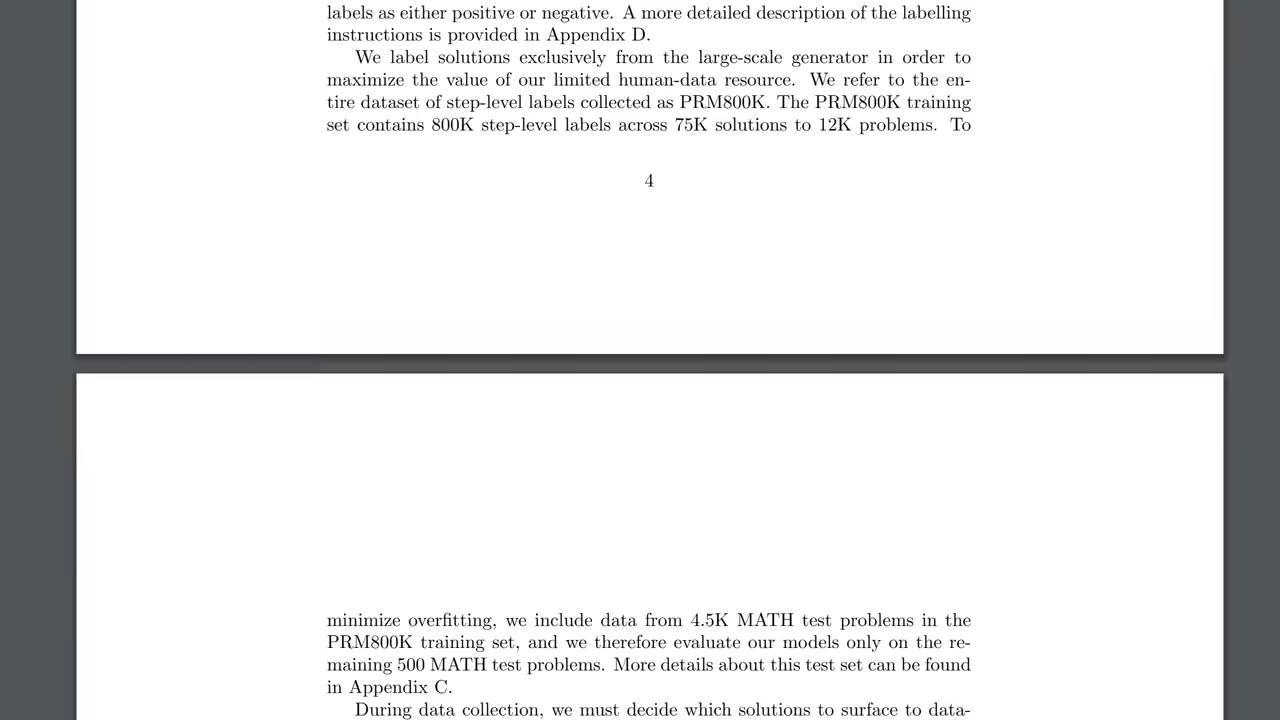 labels as either positive or negative. A more detailed description of the labelling
instructions is provided in Appendix D.
We label solutions exclusively from the large-scale generator in order to
maximize the value of our limited human-data resource. We refer to the en-
tire dataset of step-level labels collected as PRM800K. The PRM800K training
set contains 800K step-level labels across 75K solutions to 12K problems. To
4
minimize overfitting, we include data from 4.5K MATH test problems in the
PRM800K training set, and we therefore evaluate our models only on the re-
maining 500 MATH test problems. More details about this test set can be found
in Appendix C.
During data collection, we must decide which solutions to surface to data-